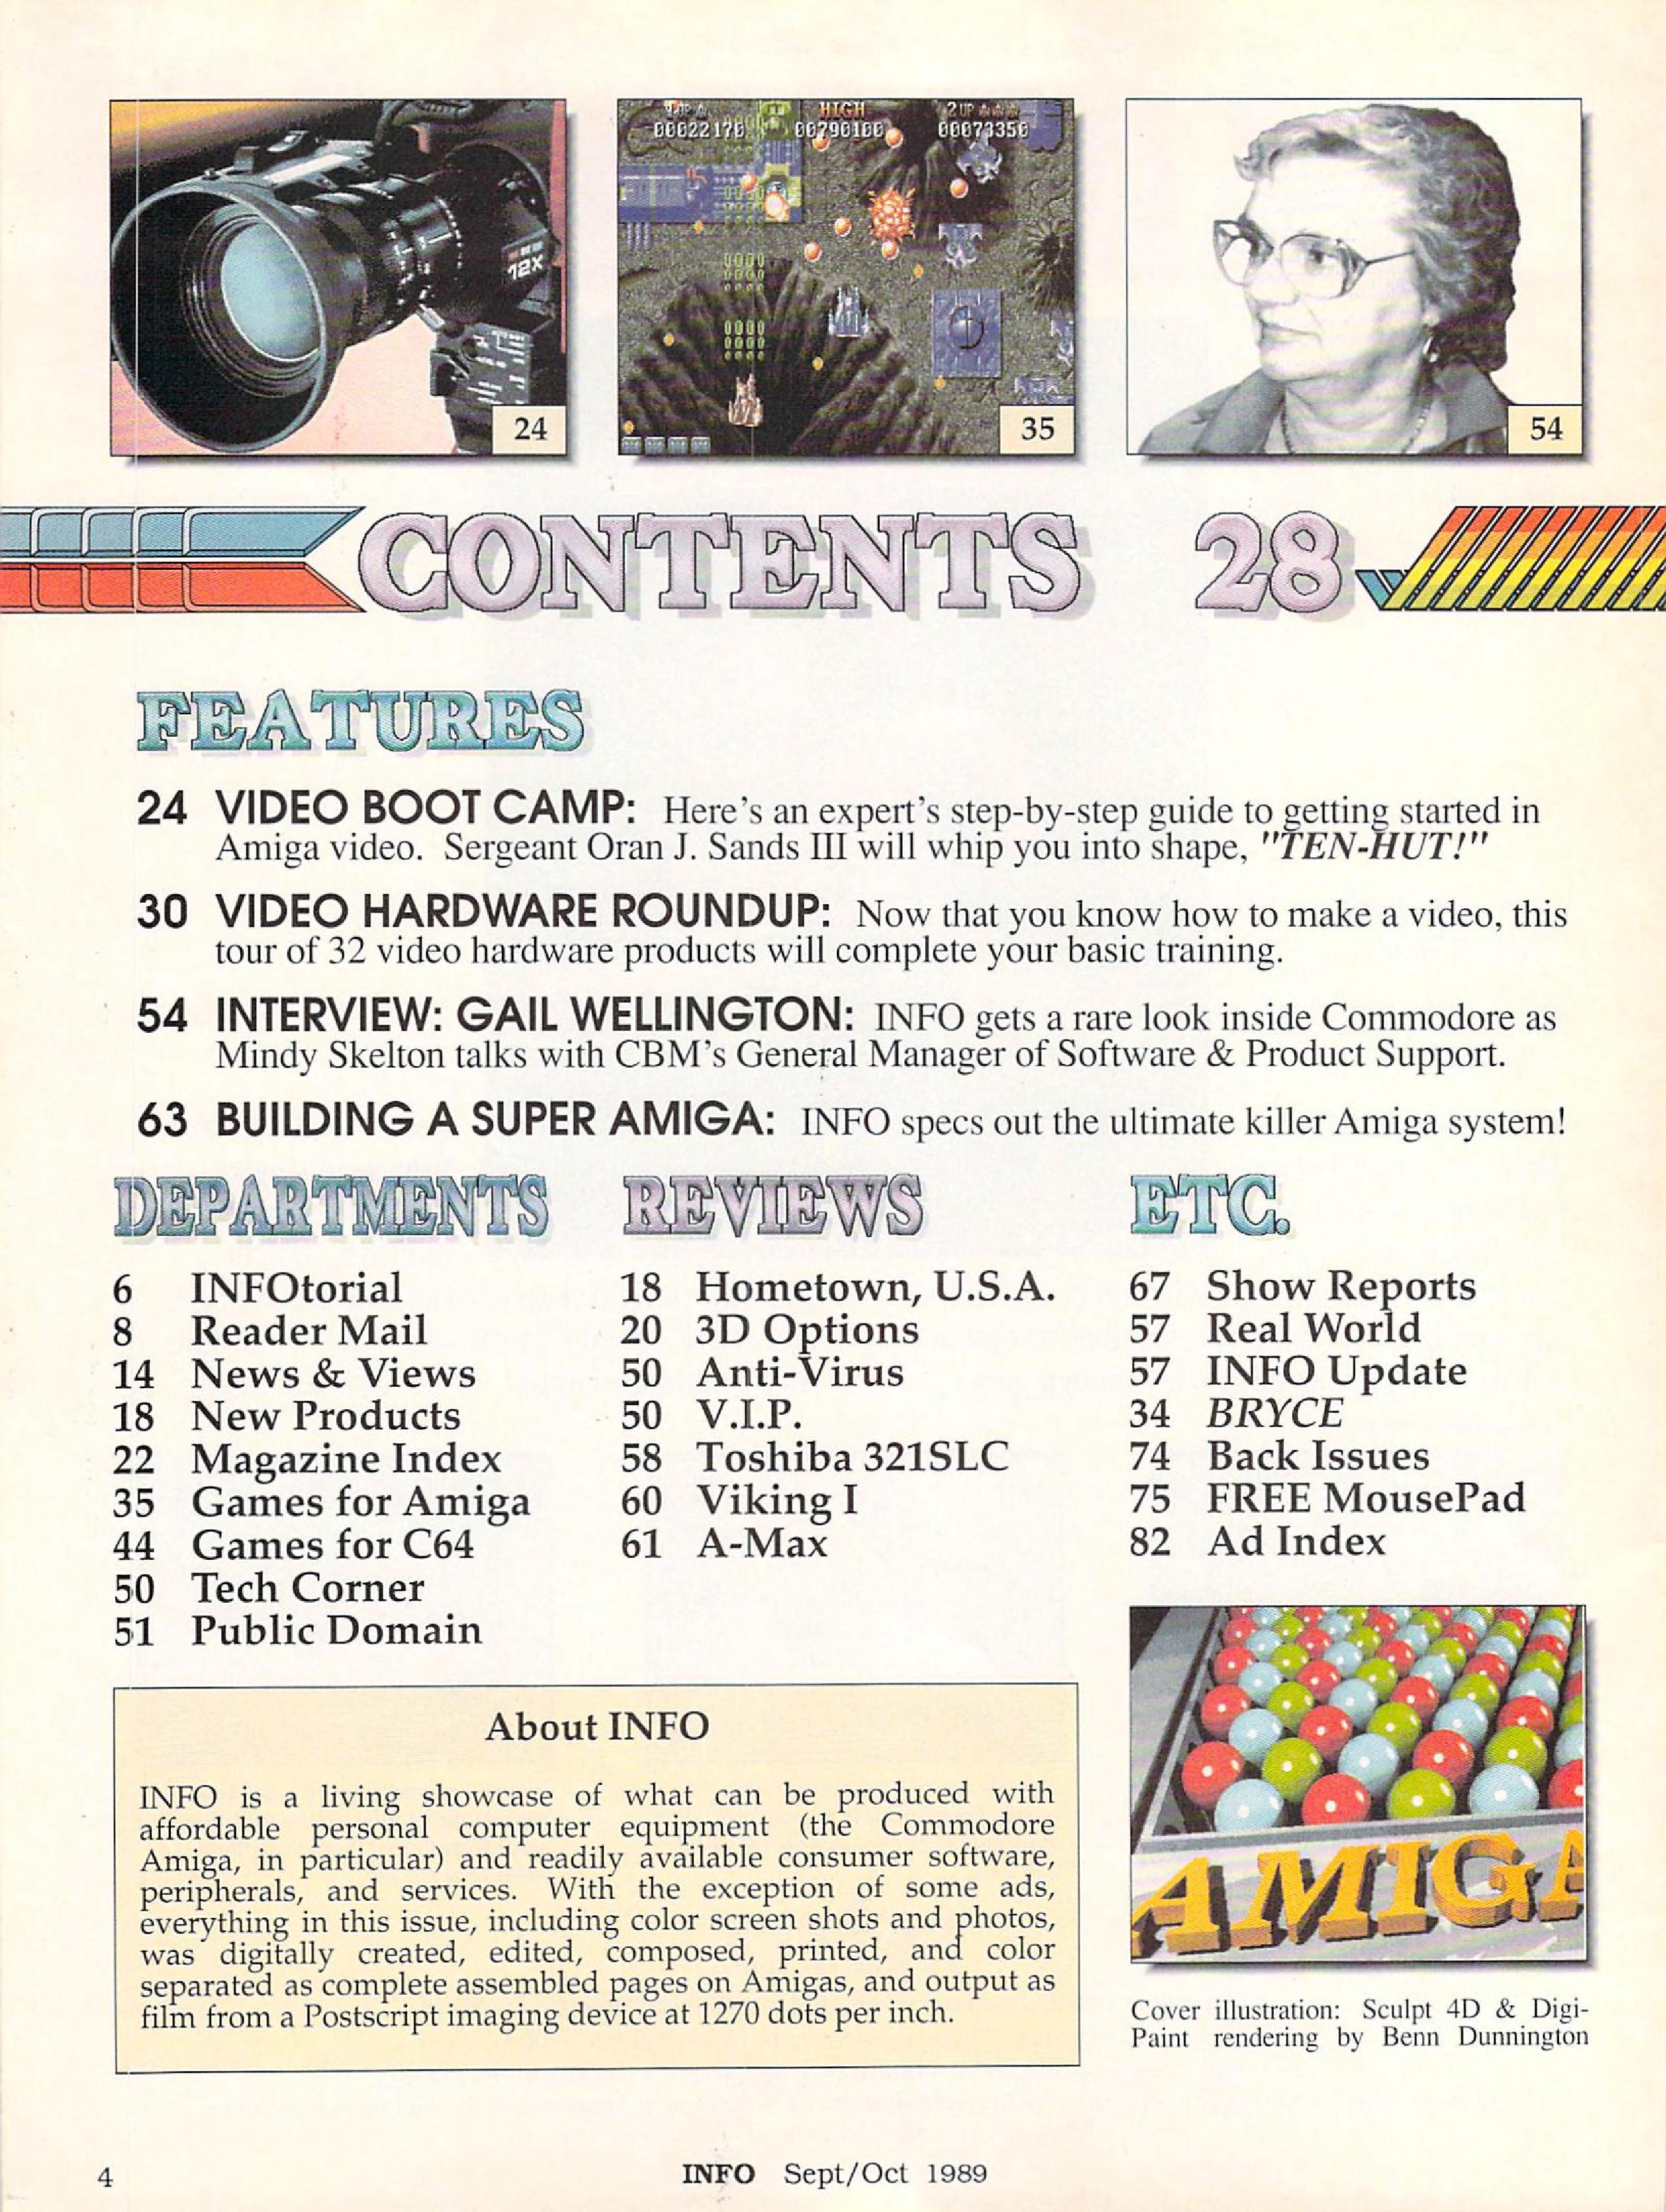 1UP
HIGH
2UP
00022170
00790100
00073350
72X
24
35
54
CONTENTS 28
FEATURES
24 VIDEO BOOT CAMP: Here's an expert's step-by-step guide to getting started in
Amiga video. Sergeant Oran J. Sands III will whip you into shape, "TEN-HUT!"
30 VIDEO HARDWARE ROUNDUP: Now that you know how to make a video, this
tour of 32 video hardware products will complete your basic training.
54 INTERVIEW: GAIL WELLINGTON: INFO gets a rare look inside Commodore as
Mindy Skelton talks with CBM's General Manager of Software & Product Support.
63 BUILDING A SUPER AMIGA: INFO specs out the ultimate killer Amiga system!
DEPARTMENTS
6 INFOtorial
8 Reader Mail
14 News & Views
18 New Products
22 Magazine Index
35 Games for Amiga
44 Games for C64
50 Tech Corner
51 Public Domain
REVIEWS
18 Hometown, U.S.A.
20 3D Options
50 Anti-Virus
50 V.I.P.
58 Toshiba 321SLC
60 Viking I
61 A-Max
ETC.
67 Show Reports
57 Real World
57 INFO Update
34 BRYCE
74 Back Issues
75 FREE MousePad
82 Ad Index
About INFO
INFO is a living showcase of what can be produced with
affordable personal computer equipment (the Commodore
Amiga, in particular) and readily available consumer software,
peripherals, and services. With the exception of some ads,
everything in this issue, including color screen shots and photos,
was digitally created, edited, composed, printed, and color
separated as complete assembled pages on Amigas, and output as
film from a Postscript imaging device at 1270 dots per inch.
AMIGA
Cover illustration: Sculpt 4D & Digi-
Paint rendering by Benn Dunnington
4
INFO Sept/Oct 1989